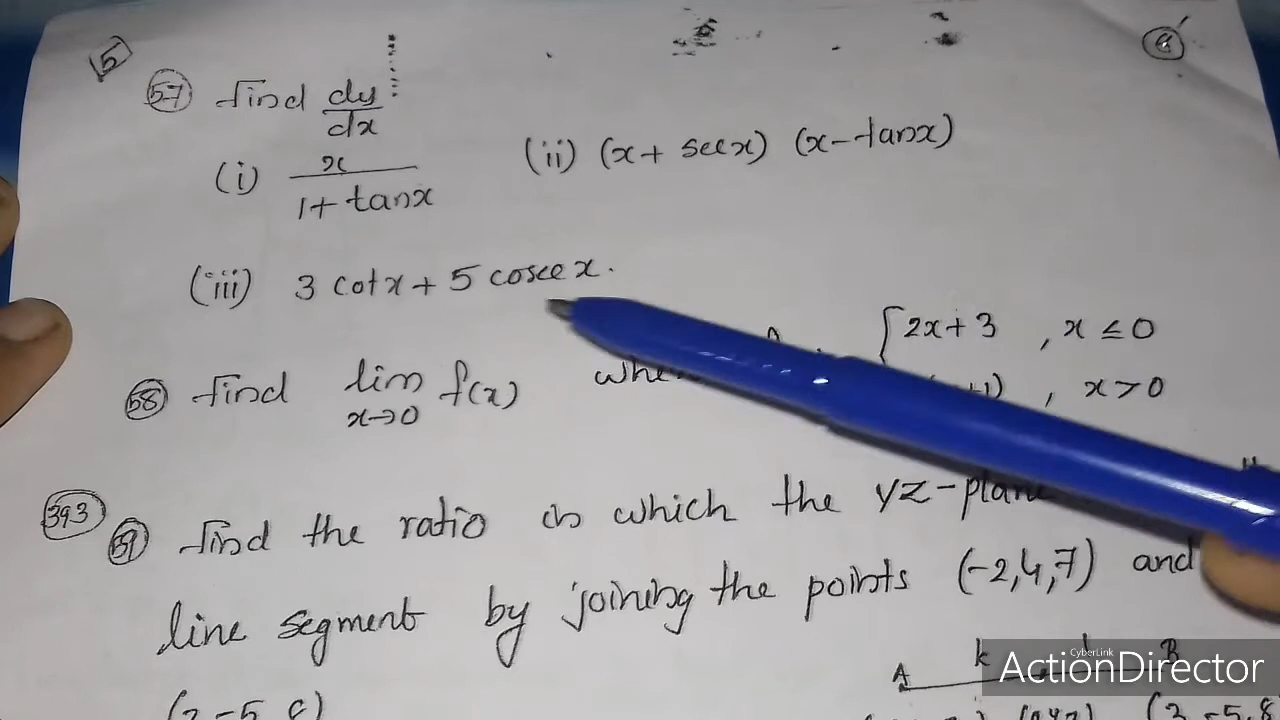 5
57 find dy/dx
(i) x/(1+tanx) (ii) (x+ secx) (x-tanx)
(iii) 3 cotx + 5 cosec x.
58 find lim x→0 f(x) { 2x+3 , x ≤ 0
, x > 0
393
59 find the ratio in which the YZ-plane
line segment by joining the points (-2,4,7) and
A k B
(3, -5, 8
CyberLink
ActionDirector